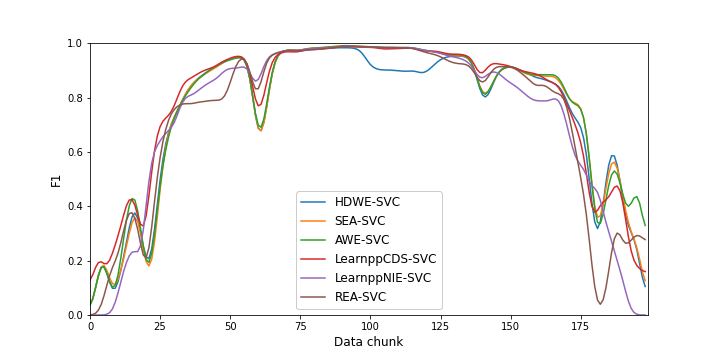 1.0
0.8
0.6
0.4
0.2
0.0
F1
HDWE-SVC
SEA-SVC
AWE-SVC
LearnppCDS-SVC
LearnppNIE-SVC
REA-SVC
0 25 50 75 100 125 150 175
Data chunk